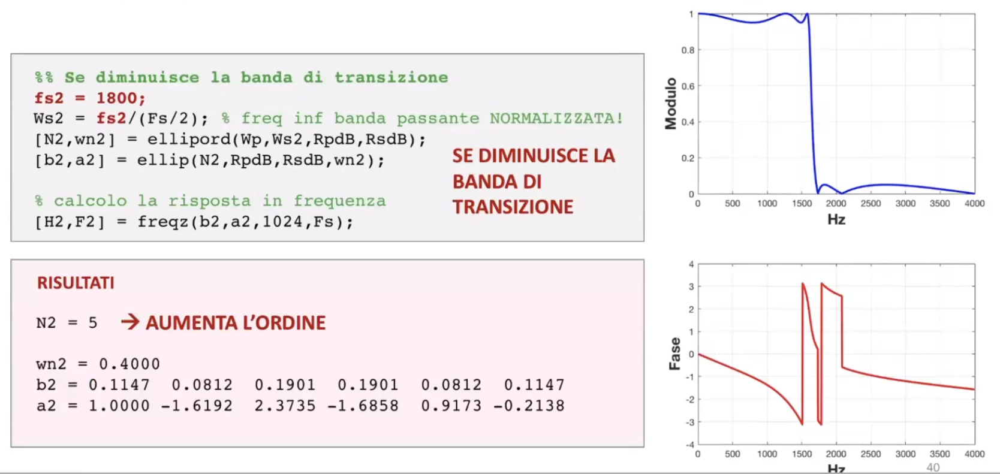 %% Se diminuisce la banda di transizione
fs2 = 1800;
Ws2 = fs2/(Fs/2); % freq inf banda passante NORMALIZZATA!
[N2,wn2] = ellipord(Wp,Ws2,RpdB,RsdB);
[b2,a2] = ellip(N2,RpdB,RsdB,wn2);
SE DIMINUISCE LA
BANDA DI
TRANSIZIONE
% calcolo la risposta in frequenza
[H2,F2] = freqz(b2,a2,1024,Fs);
RISULTATI
N2 = 5 → AUMENTA L’ORDINE
wn2 = 0.4000
b2 = 0.1147 0.0812 0.1901 0.1901 0.0812 0.1147
a2 = 1.0000 -1.6192 2.3735 -1.6858 0.9173 -0.2138
Modulo
1
0.8
0.6
0.4
0.2
0
0 500 1000 1500 2000 2500 3000 3500 4000
Hz
Fase
4
3
2
1
0
-1
-2
-3
-4
0 500 1000 1500 2000 2500 3000 3500 4000
Hz
40